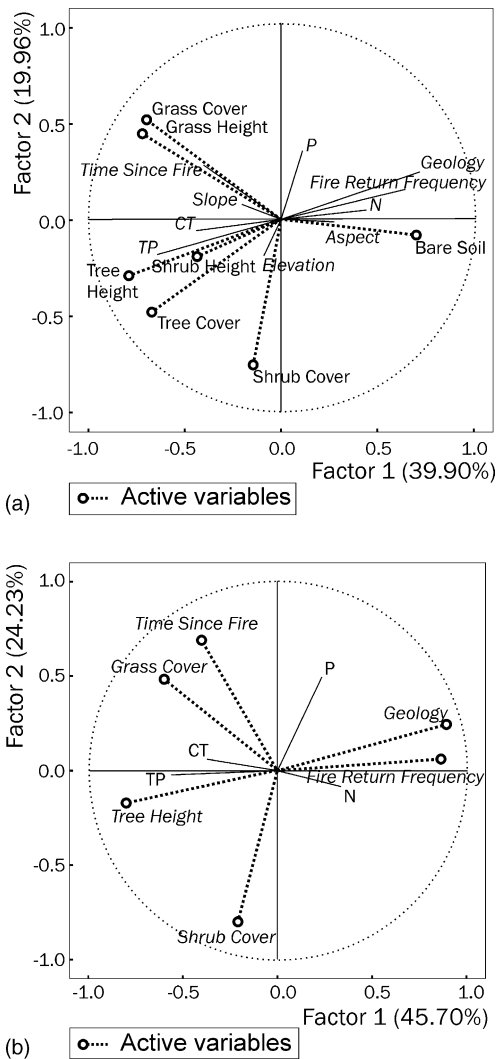 Factor 2 (19.96%)
1.0
0.5
0.0
-0.5
-1.0
Grass Cover
Grass Height
P
Time Since Fire
Geology
Fire Return Frequency
Slope
N
CT
Aspect
TP
Bare Soil
Tree
Height
Shrub Height
Elevation
Tree Cover
Shrub Cover
-1.0 -0.5 0.0 0.5 1.0
Factor 1 (39.90%)
(a)
Active variables
Factor 2 (24.23%)
1.0
0.5
0.0
-0.5
-1.0
Time Since Fire
Grass Cover
P
Geology
CT
TP
Fire Return Frequency
N
Tree Height
Shrub Cover
-1.0 -0.5 0.0 0.5 1.0
Factor 1 (45.70%)
(b)
Active variables